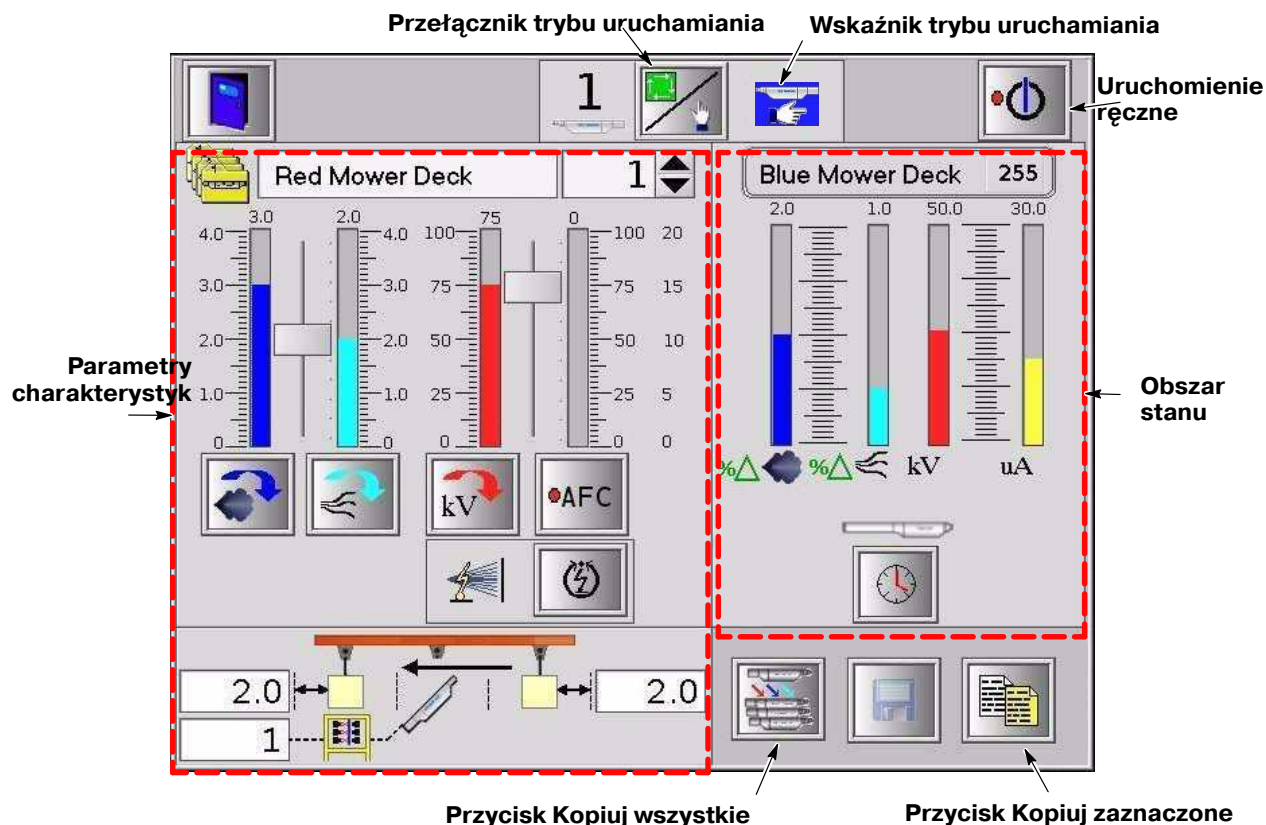 Przełącznik trybu uruchamiania
Wskaźnik trybu uruchamiania
1
Uruchomienie
ręczne
Red Mower Deck 1
Blue Mower Deck 255
3.0 2.0 75 0
2.0 1.0 50.0 30.0
4.0 4.0 100 100 20
3.0 3.0 75 75 15
2.0 2.0 50 50 10
1.0 1.0 25 25 5
0 0 0 0 0
Parametry
charakterystyk
Obszar
stanu
%△ %△ kV uA
kV AFC
2.0 2.0
1
Przycisk Kopiuj wszystkie
Przycisk Kopiuj zaznaczone